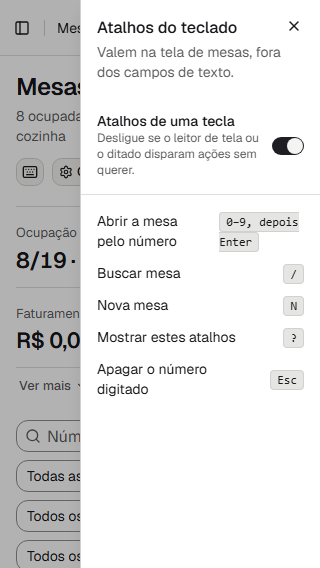 Atalhos do teclado
Valem na tela de mesas, fora
dos campos de texto.
Atalhos de uma tecla
Desligue se o leitor de tela ou
o ditado disparam ações sem
querer.
Abrir a mesa
pelo número
0–9, depois
Enter
Buscar mesa
/
Nova mesa
N
Mostrar estes atalhos
?
Apagar o número
digitado
Esc
Mesas
8 ocupada
cozinha
Ocupação
8/19 ·
Faturamen
R$ 0,0
Ver mais
Núm
Todas as
Todos os
Todos os